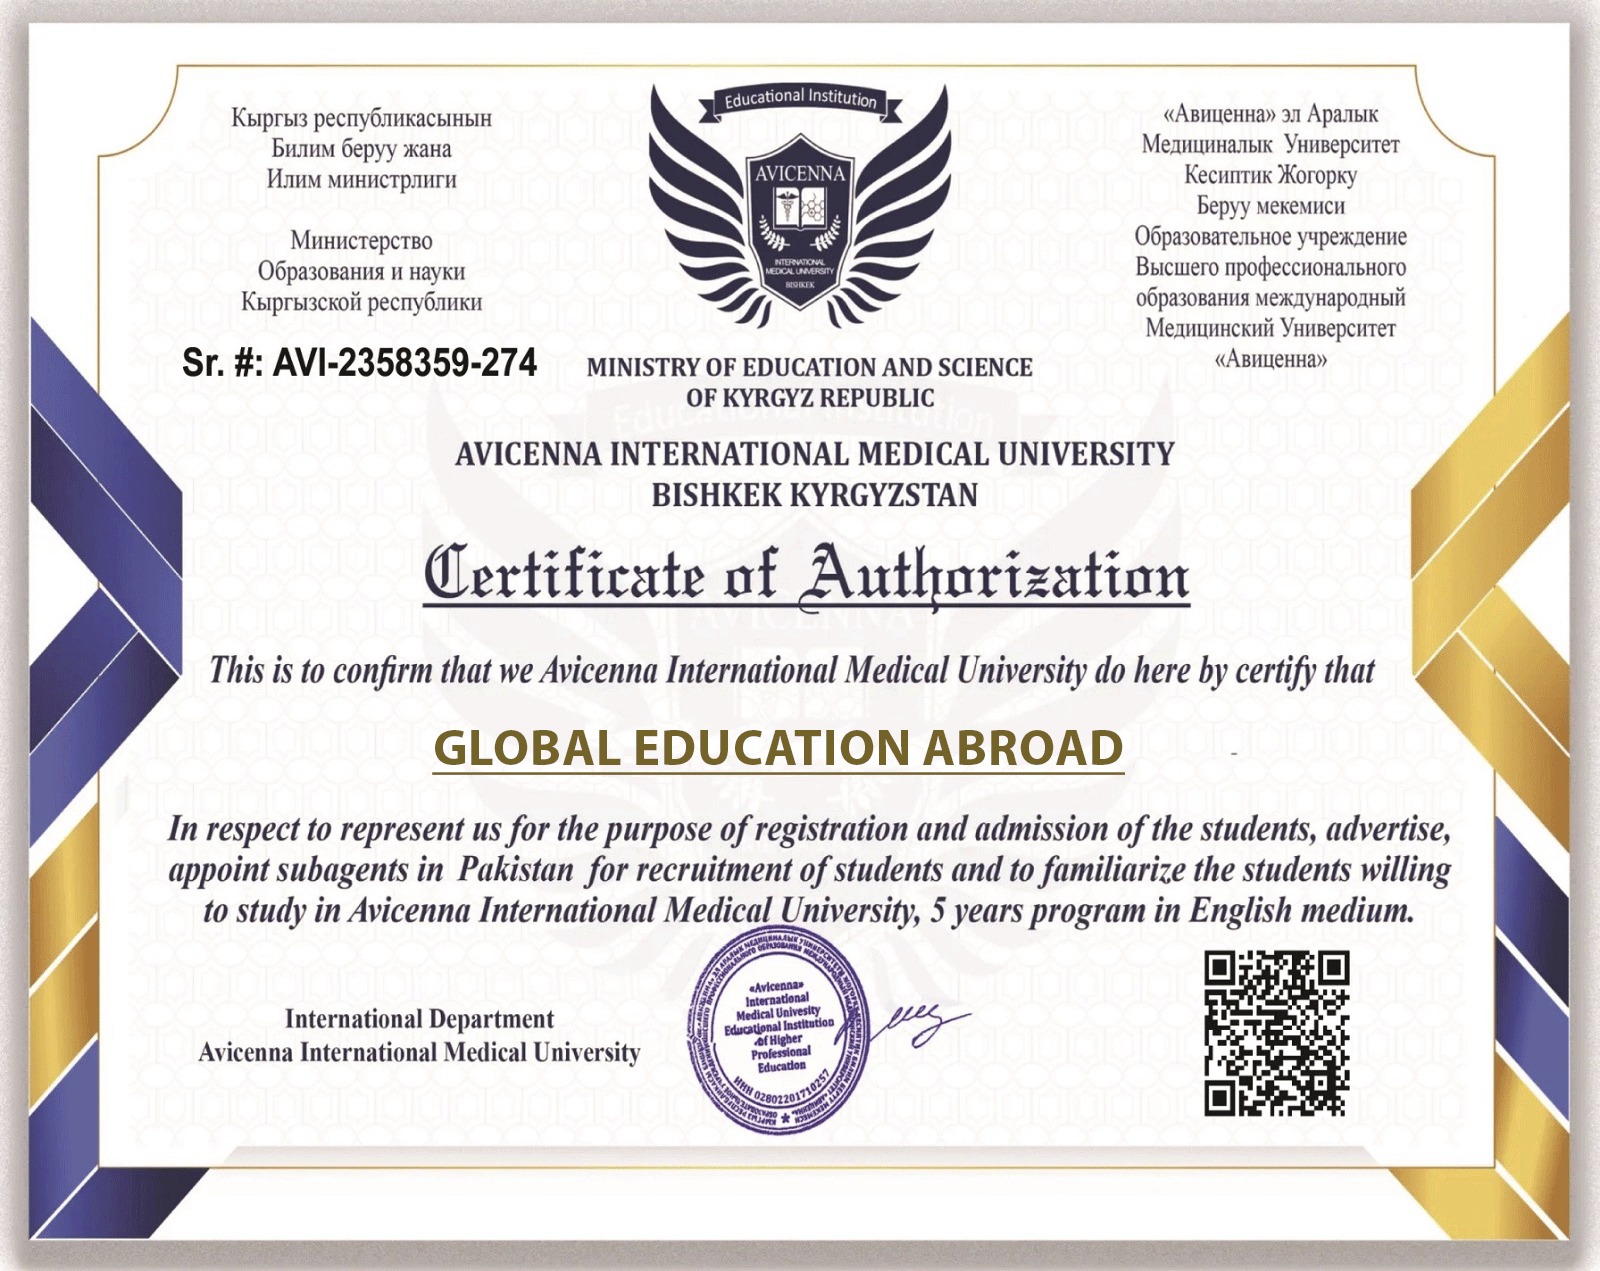 Кыргыз республикасынын
Билим беруу жана
Илим министрлиги
Министерство
Образования и науки
Кыргызской республики
Educational Institution
AVICENNA
INTERNATIONAL
MEDICAL UNIVERSITY
BISHKEK
«Авиценна» эл Аралык
Медициналык Университет
Кесиптик Жогорку
Беруу мекемиси
Образовательное учреждение
Высшего профессионального
образования международный
Медицинский Университет
«Авиценна»
Sr. #: AVI-2358359-274
MINISTRY OF EDUCATION AND SCIENCE
OF KYRGYZ REPUBLIC
AVICENNA INTERNATIONAL MEDICAL UNIVERSITY
BISHKEK KYRGYZSTAN
Certificate of Authorization
This is to confirm that we Avicenna International Medical University do here by certify that
GLOBAL EDUCATION ABROAD
In respect to represent us for the purpose of registration and admission of the students, advertise,
appoint subagents in Pakistan for recruitment of students and to familiarize the students willing
to study in Avicenna International Medical University, 5 years program in English medium.
International Department
Avicenna International Medical University
«Avicenna»
International
Medical Univesity
Educational Institution
of Higher
Professional
Education
ИНН 02802201710257